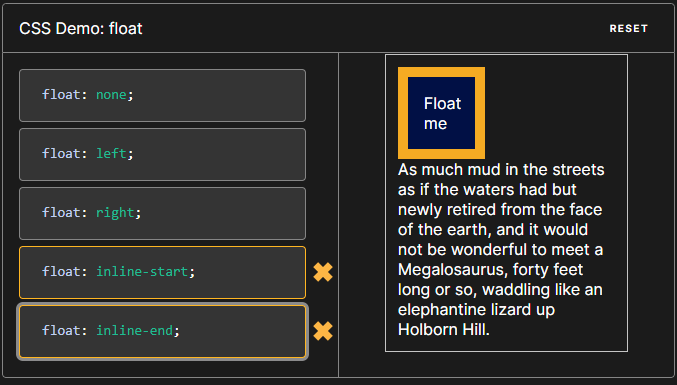 CSS Demo: float
RESET
float: none;
float: left;
float: right;
float: inline-start;
float: inline-end;
Float
me
As much mud in the streets
as if the waters had but
newly retired from the face
of the earth, and it would
not be wonderful to meet a
Megalosaurus, forty feet
long or so, waddling like an
elephantine lizard up
Holborn Hill.